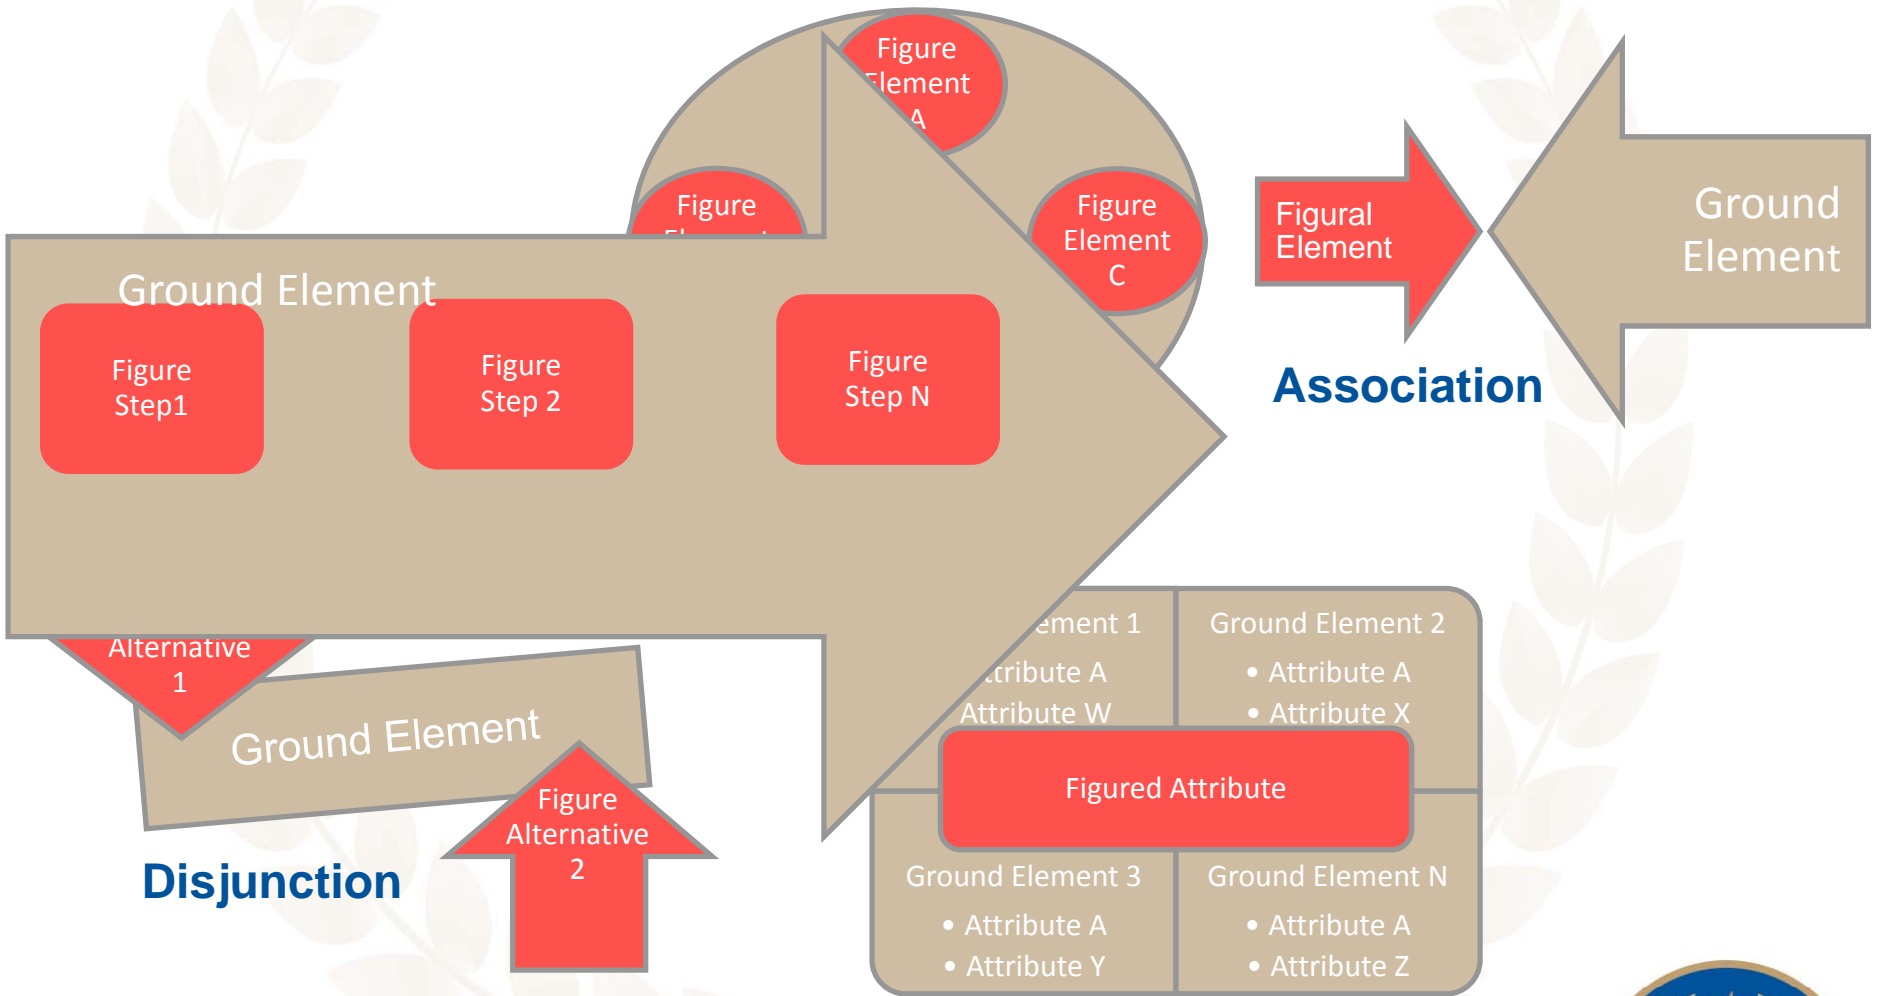 Figure
Element
A
Figure
Figure
Element
C
Figural
Element
Ground
Element
Association
Ground Element
Figure
Step1
Figure
Step 2
Figure
Step N
Alternative
1
Ground Element
Figure
Alternative
2
Disjunction
1
Attribute A
Attribute W
Ground Element 2
• Attribute A
• Attribute X
Figured Attribute
Ground Element 3
• Attribute A
• Attribute Y
Ground Element N
• Attribute A
• Attribute Z